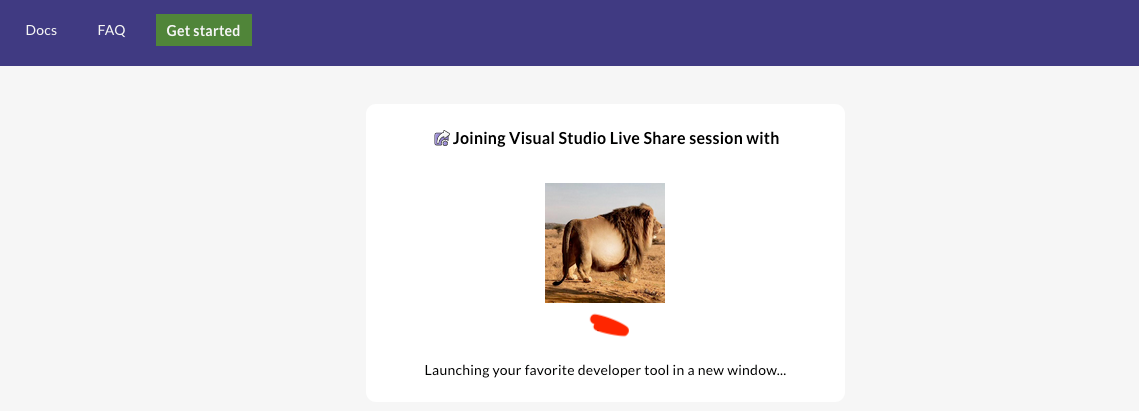 Docs FAQ Get started
Joining Visual Studio Live Share session with
Launching your favorite developer tool in a new window...